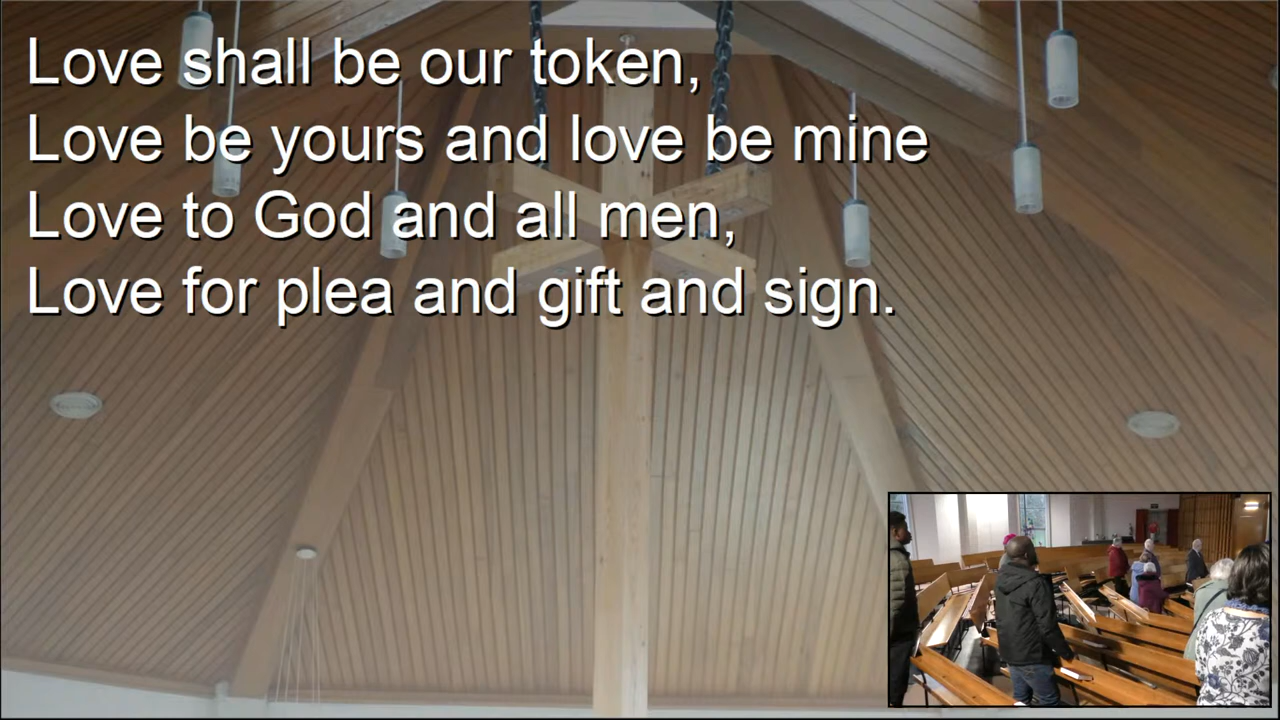 Love shall be our token,
Love be yours and love be mine
Love to God and all men,
Love for plea and gift and sign.